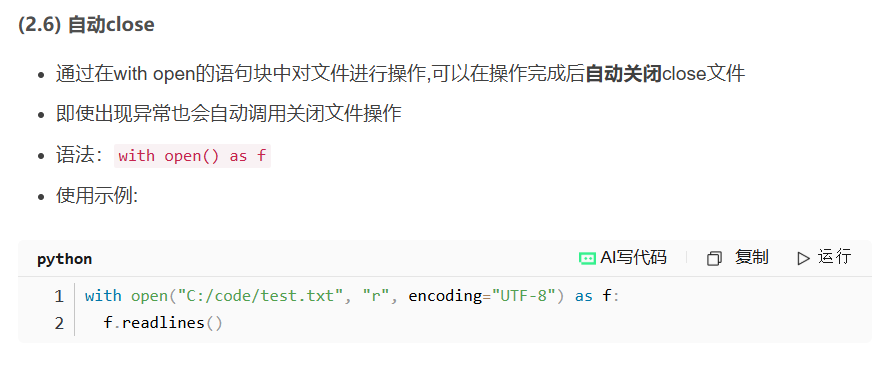 (2.6) 自动close
通过在with open的语句块中对文件进行操作,可以在操作完成后自动关闭close文件
即使出现异常也会自动调用关闭文件操作
语法：with open() as f
使用示例:
python AI写代码 复制 运行
1 with open("C:/code/test.txt", "r", encoding="UTF-8") as f:
2 f.readlines()